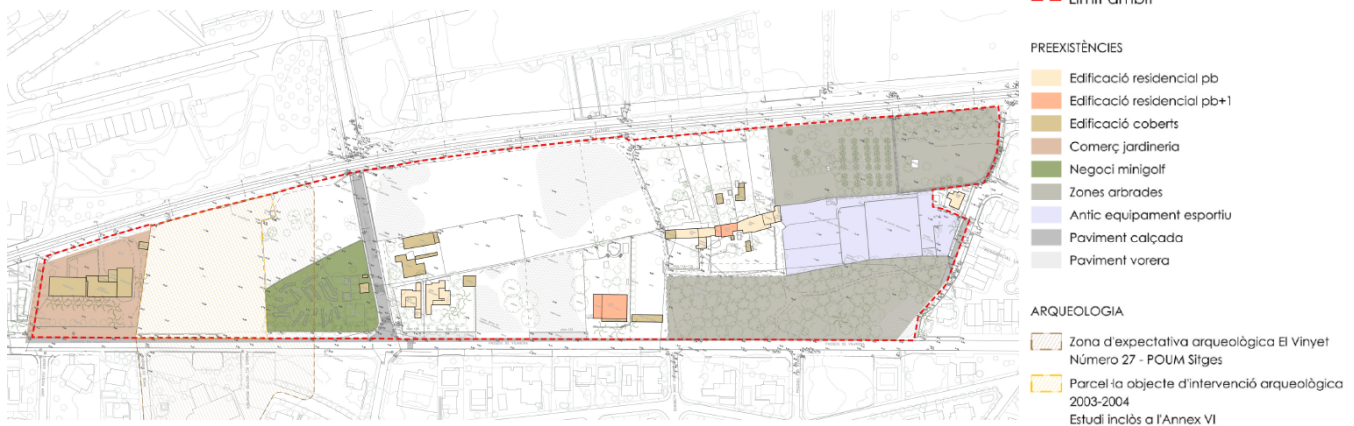 Límit àmbit
PREEXISTÈNCIES
Edificació residencial pb
Edificació residencial pb+1
Edificació coberts
Comerç jardineria
Negoci minigolf
Zones arbrades
Antic equipament esportiu
Paviment calçada
Paviment vorera
ARQUEOLOGIA
Zona d'expectativa arqueològica El Vinyet
Número 27 - POUM Sitges
Parcel·la objecte d'intervenció arqueològica
2003-2004
Estudi inclòs a l'Annex VI